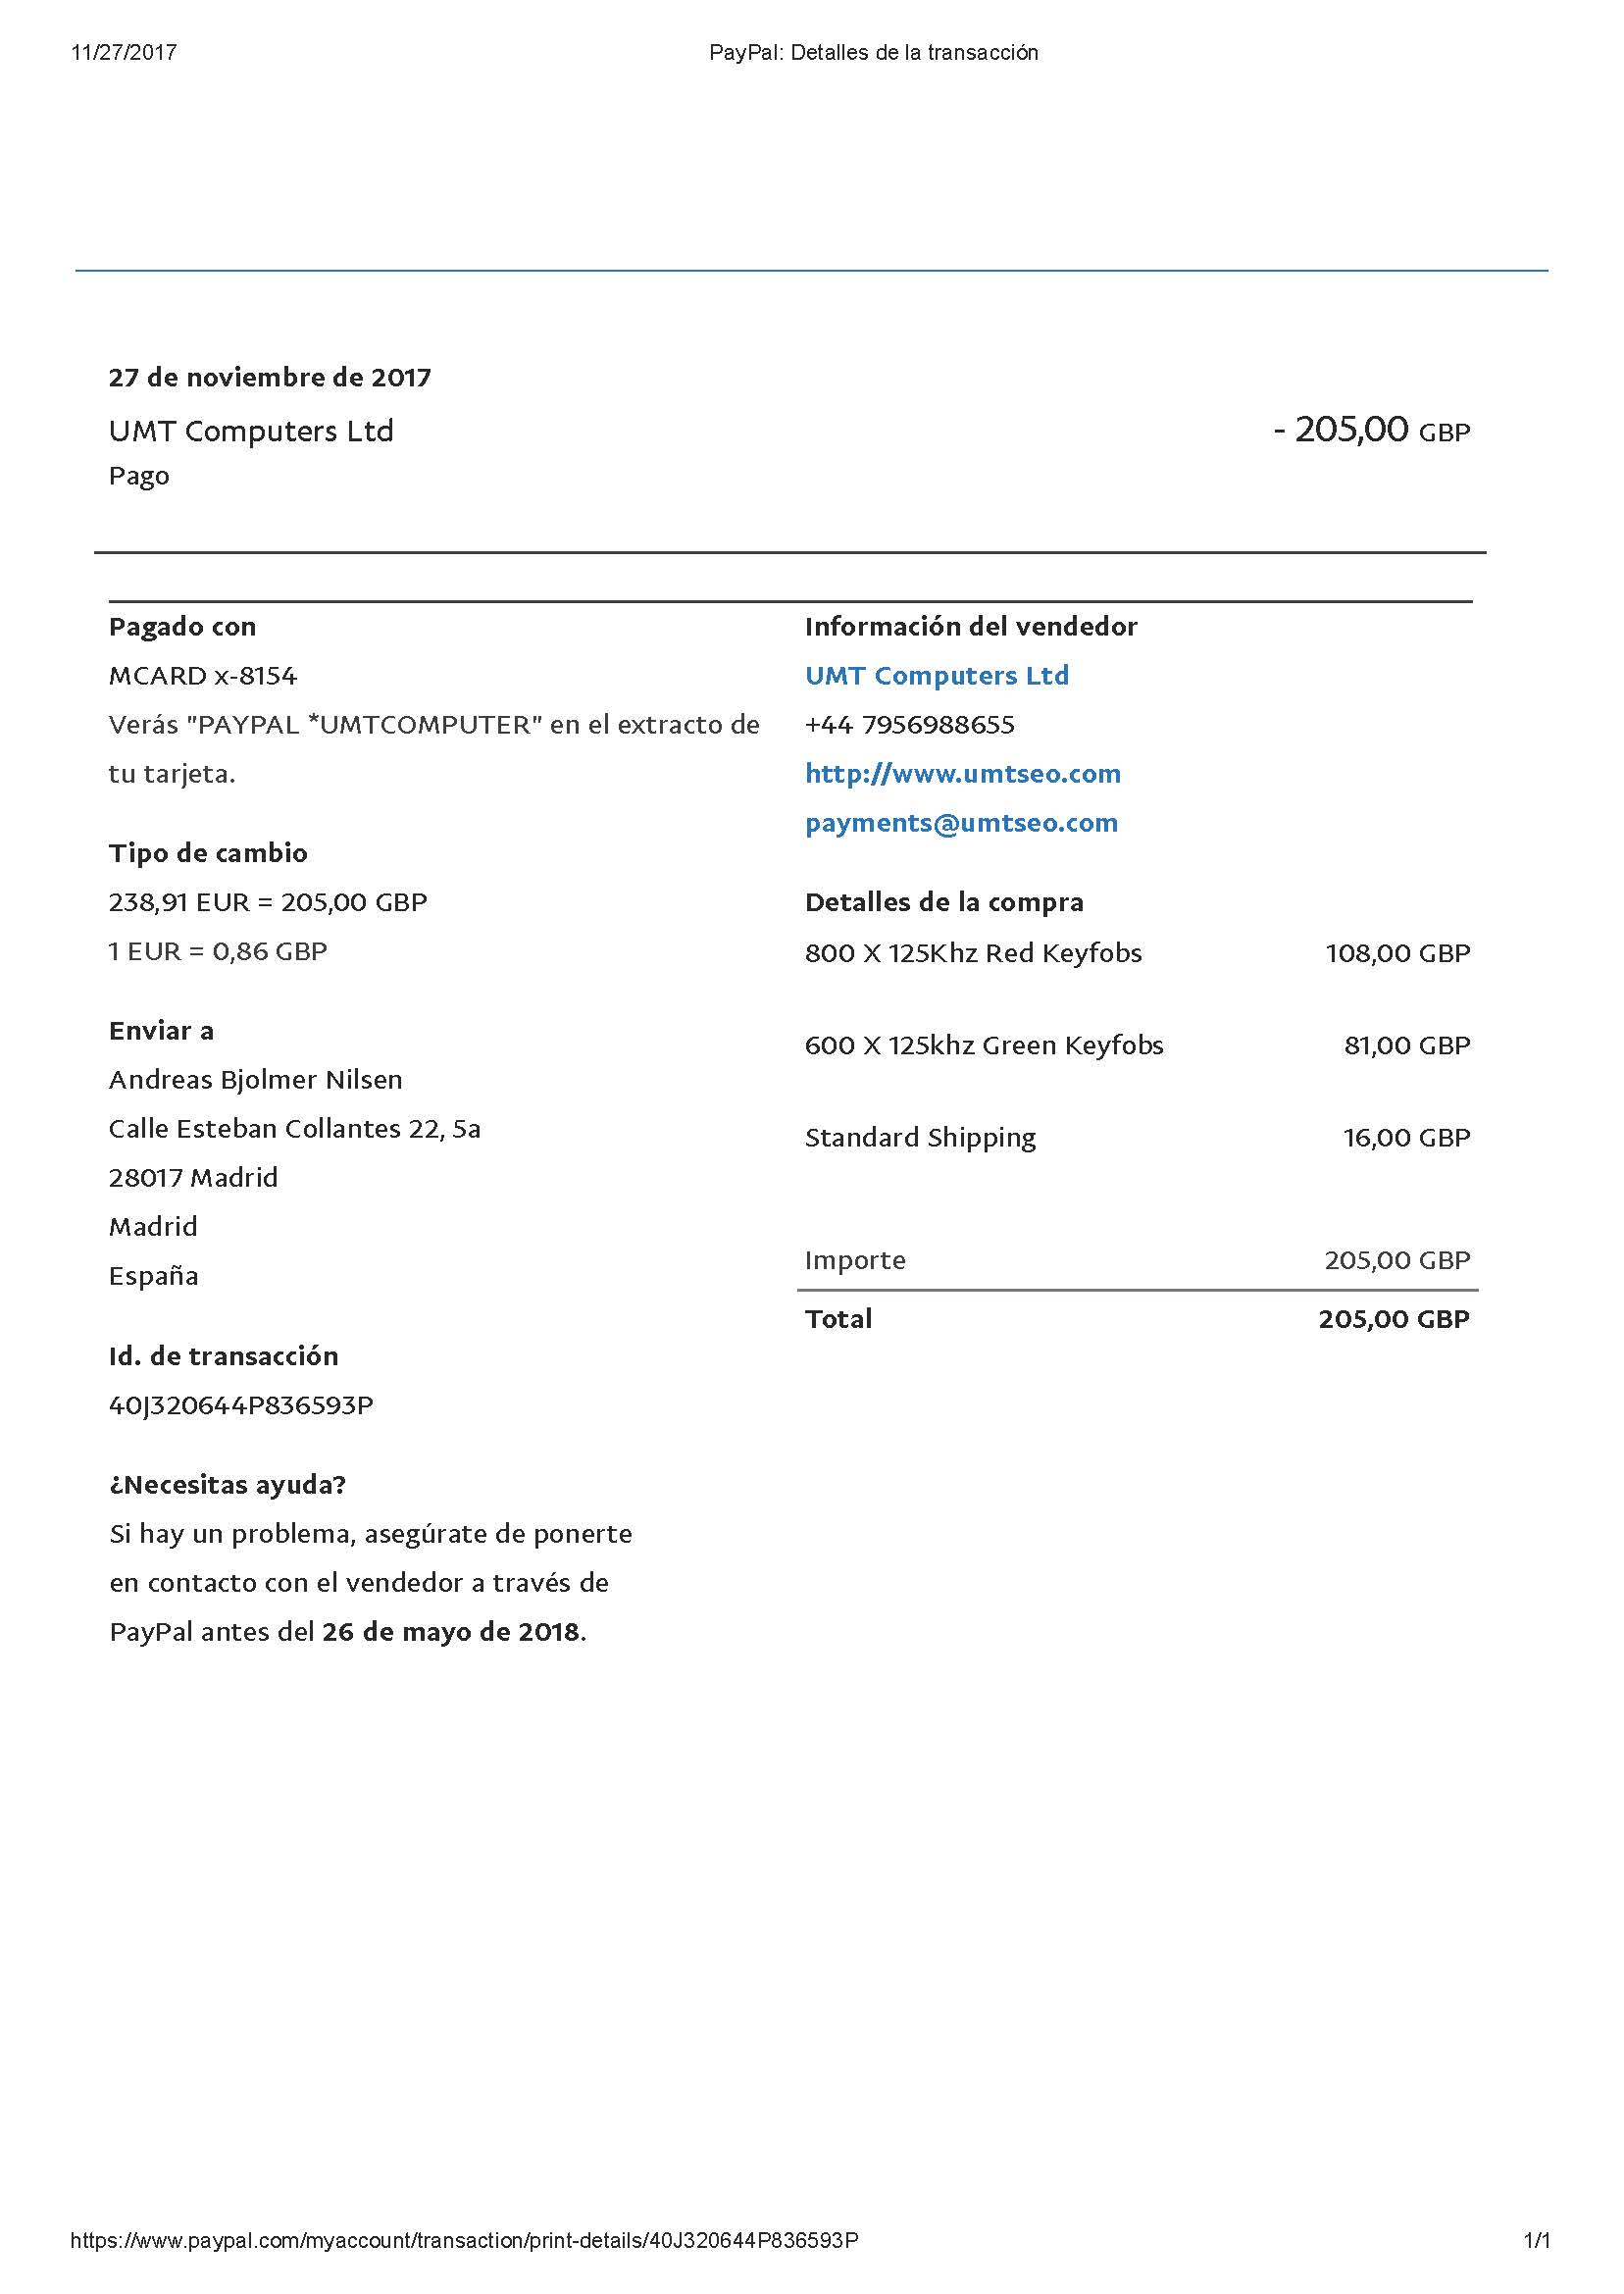 11/27/2017
PayPal: Detalles de la transacción
27 de noviembre de 2017
UMT Computers Ltd
- 205,00 GBP
Pago
Pagado con
MCARD x-8154
Verás "PAYPAL *UMTCOMPUTER" en el extracto de
tu tarjeta.
Tipo de cambio
238,91 EUR = 205,00 GBP
1 EUR = 0,86 GBP
Enviar a
Andreas Bjolmer Nilsen
Calle Esteban Collantes 22, 5a
28017 Madrid
Madrid
España
Id. de transacción
40J320644P836593P
¿Necesitas ayuda?
Si hay un problema, asegúrate de ponerte
en contacto con el vendedor a través de
PayPal antes del 26 de mayo de 2018.
Información del vendedor
UMT Computers Ltd
+44 7956988655
http://www.umtseo.com
payments@umtseo.com
Detalles de la compra
800 X 125Khz Red Keyfobs 108,00 GBP
600 X 125khz Green Keyfobs 81,00 GBP
Standard Shipping 16,00 GBP
Importe 205,00 GBP
Total 205,00 GBP
https://www.paypal.com/myaccount/transaction/print-details/40J320644P836593P
1/1